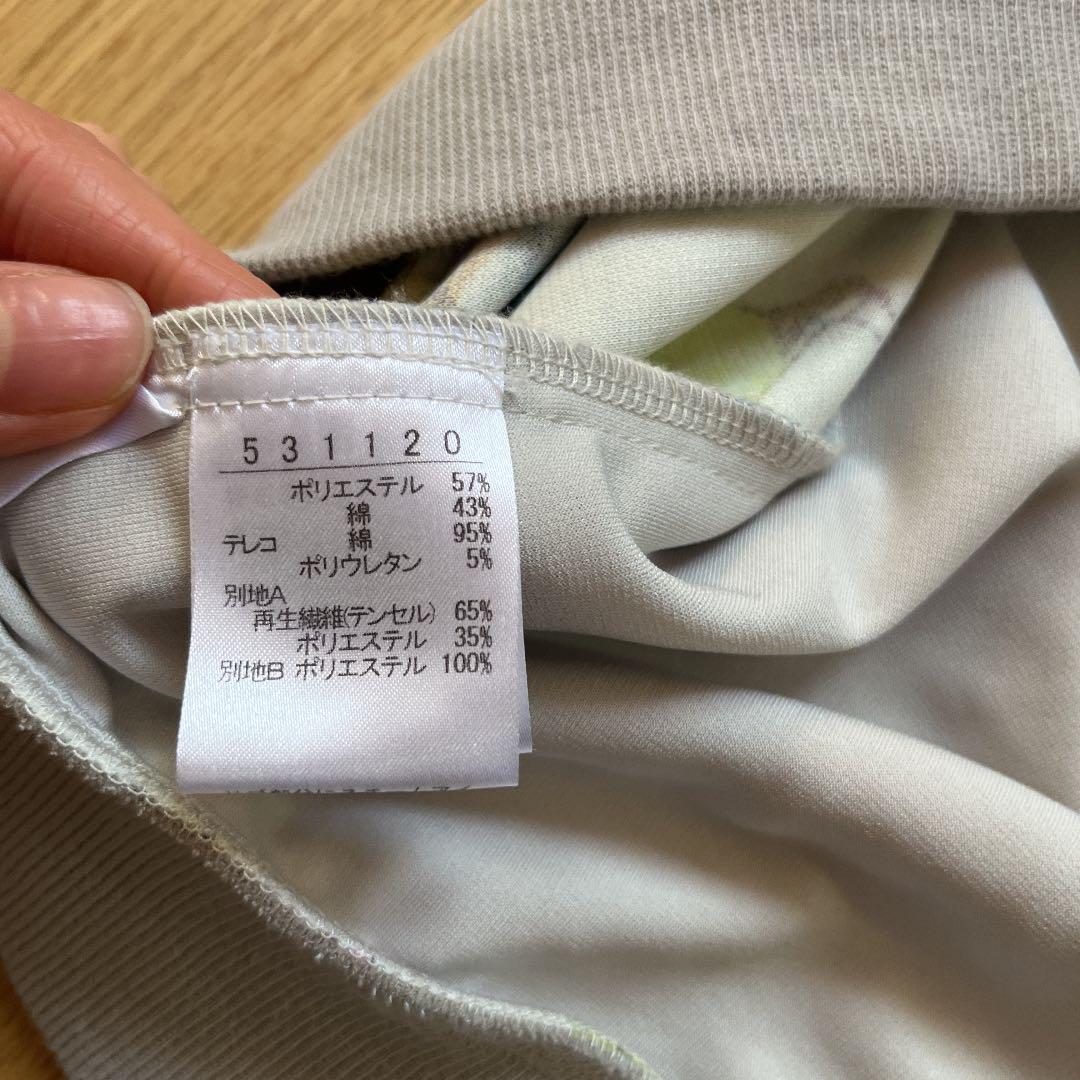 531120
ポリエステル 57%
綿 43%
テレコ 綿 95%
ポリウレタン 5%
別地A
再生繊維(テンセル) 65%
ポリエステル 35%
別地B ポリエステル 100%